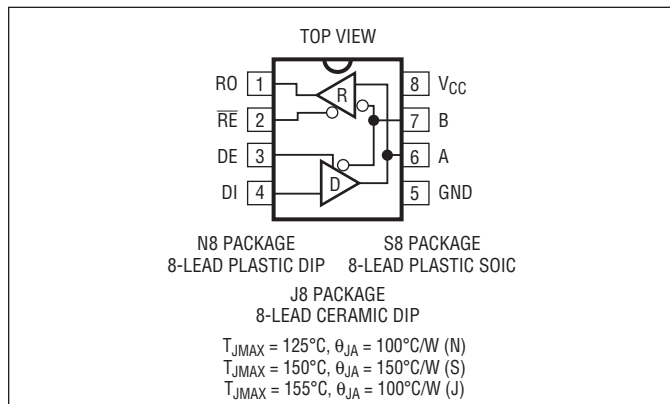 TOP VIEW
RO 1 R 8 VCC
RE 2 7 B
DE 3 6 A
DI 4 D 5 GND
N8 PACKAGE S8 PACKAGE
8-LEAD PLASTIC DIP 8-LEAD PLASTIC SOIC
J8 PACKAGE
8-LEAD CERAMIC DIP
TJMAX = 125°C, θJA = 100°C/W (N)
TJMAX = 150°C, θJA = 150°C/W (S)
TJMAX = 155°C, θJA = 100°C/W (J)